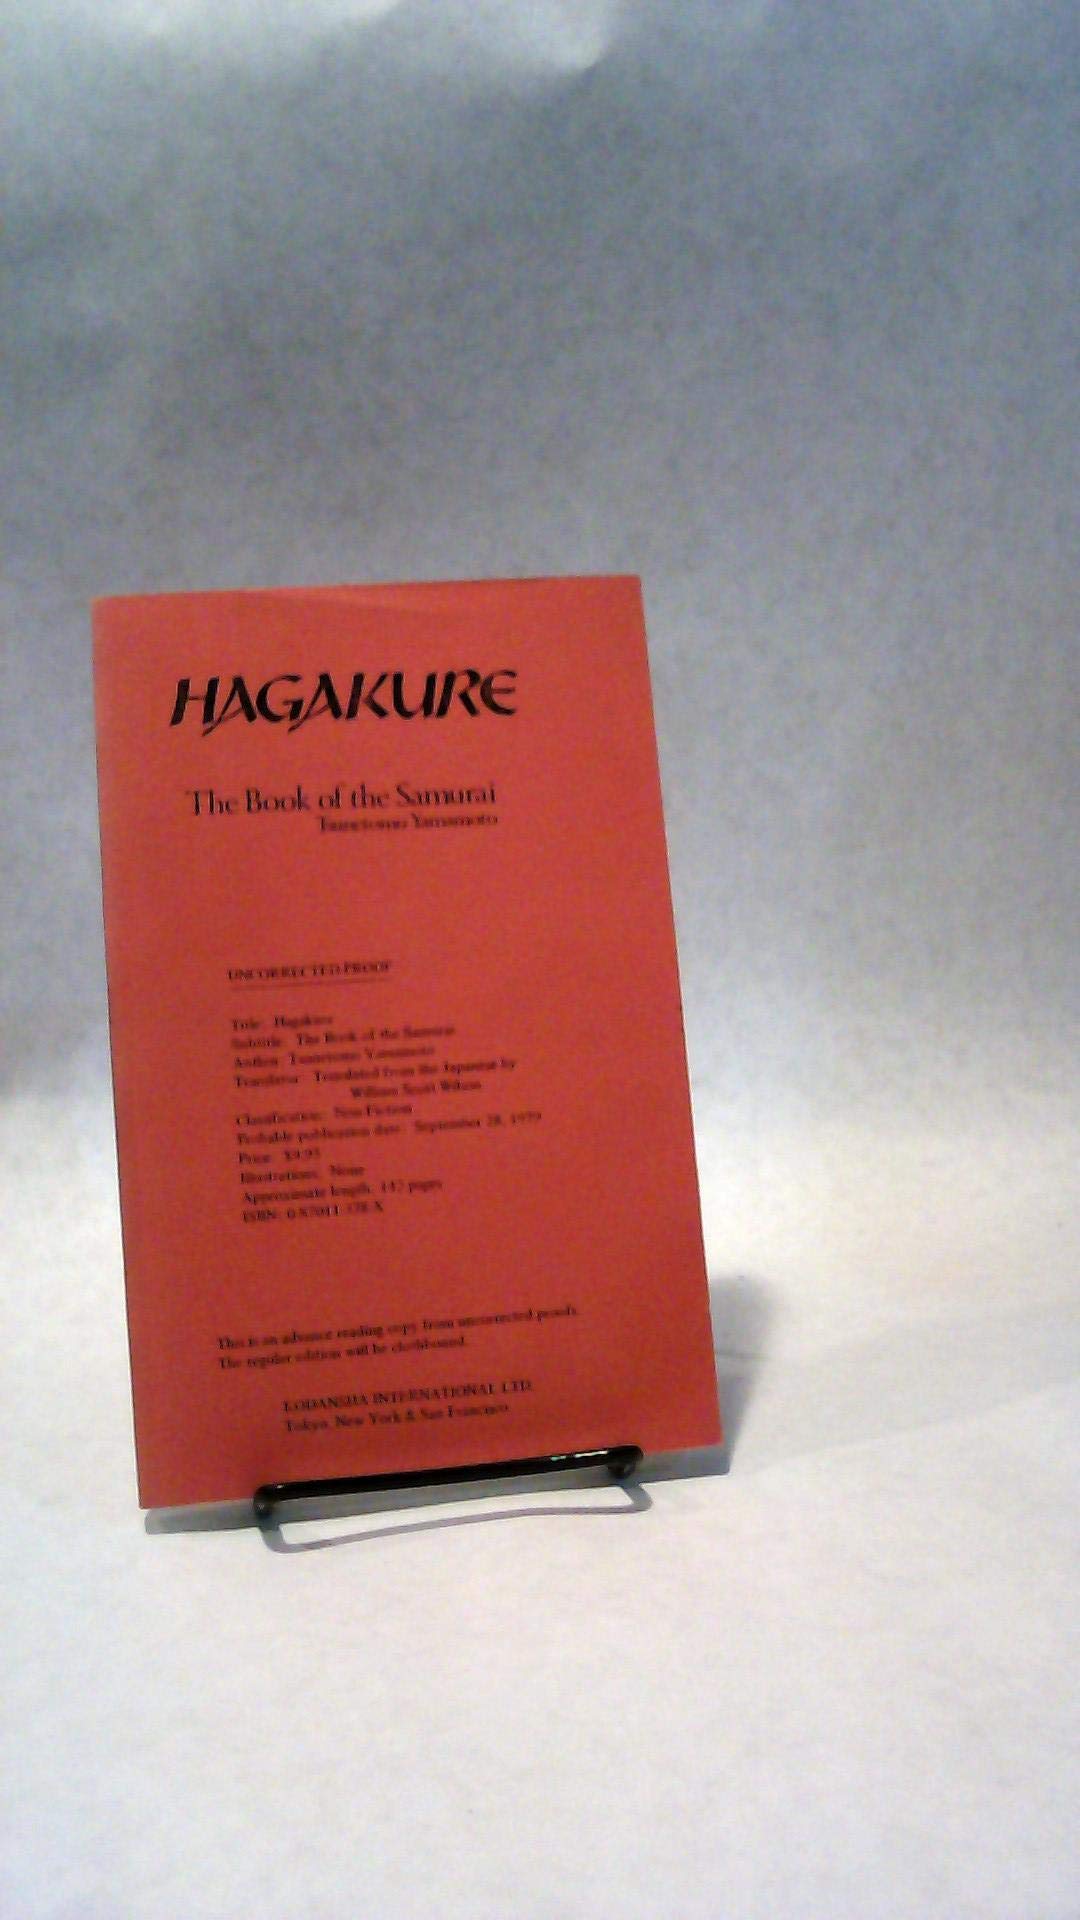 HAGAKURE
The Book of the Samurai
Tsunetomo Yamamoto
UNCORRECTED PROOF
Title: Hagakure
Subtitle: The Book of the Samurai
Author: Tsunetomo Yamamoto
Translated from the Japanese by
William Scott Wilson
Classification: Non-Fiction
Probable publication date: September 28, 1979
Price: $9.95
Illustrations: None
Approximate length: 147 pages
ISBN:
This is an advance reading copy from uncorrected proofs.
The regular edition will be clothbound.
KODANSHA INTERNATIONAL LTD.
Tokyo, New York & San Francisco